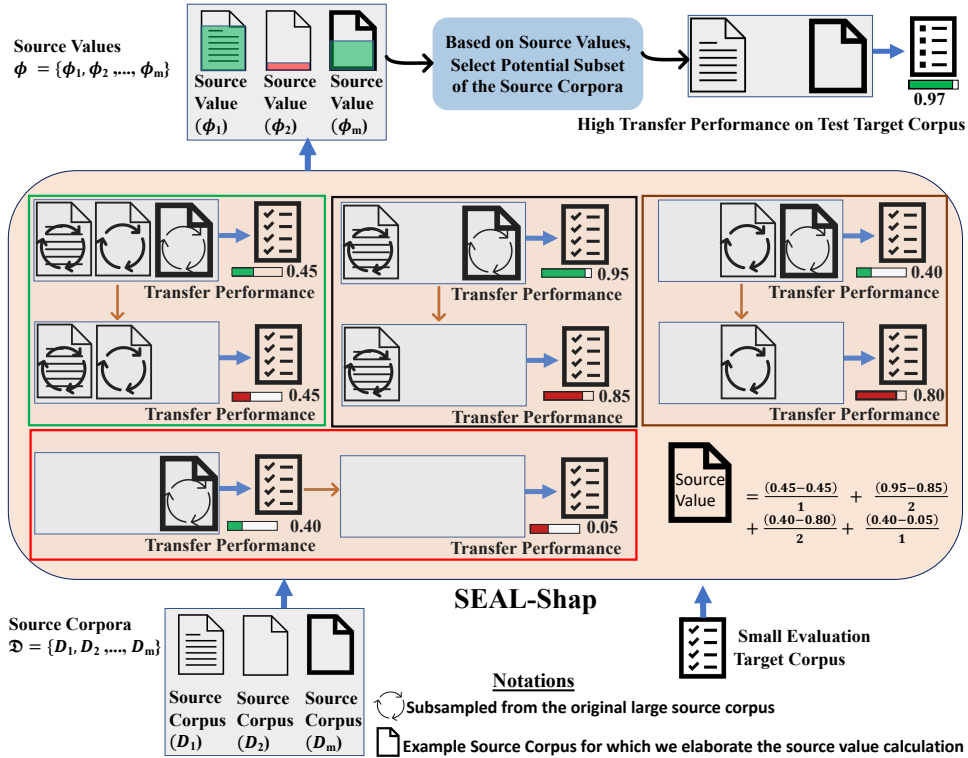 Source Values
ϕ = {ϕ₁, ϕ₂ ,..., ϕₘ}
Source Value (ϕ₁)
Source Value (ϕ₂)
Source Value (ϕₘ)
Based on Source Values,
Select Potential Subset
of the Source Corpora
0.97
High Transfer Performance on Test Target Corpus
0.45
Transfer Performance
0.45
Transfer Performance
0.95
Transfer Performance
0.85
Transfer Performance
0.40
Transfer Performance
0.80
Transfer Performance
0.40
Transfer Performance
0.05
Transfer Performance
Source
Value
= (0.45−0.45)/1 + (0.95−0.85)/2
+ (0.40−0.80)/2 + (0.40−0.05)/1
SEAL-Shap
Source Corpora
𝔇 = {D₁, D₂ ,..., Dₘ}
Source Corpus (D₁)
Source Corpus (D₂)
Source Corpus (Dₘ)
Small Evaluation
Target Corpus
Notations
Subsampled from the original large source corpus
Example Source Corpus for which we elaborate the source value calculation